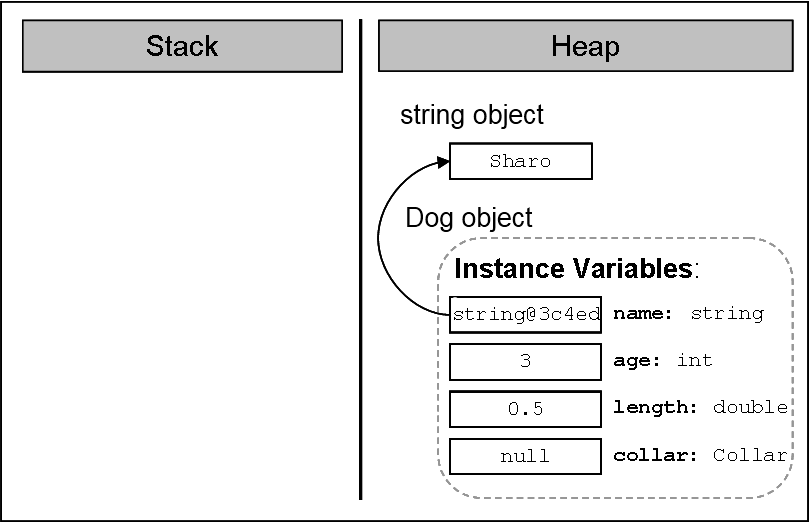 Stack
Heap
string object
Sharo
Dog object
Instance Variables:
string@3c4ed name: string
3 age: int
0.5 length: double
null collar: Collar